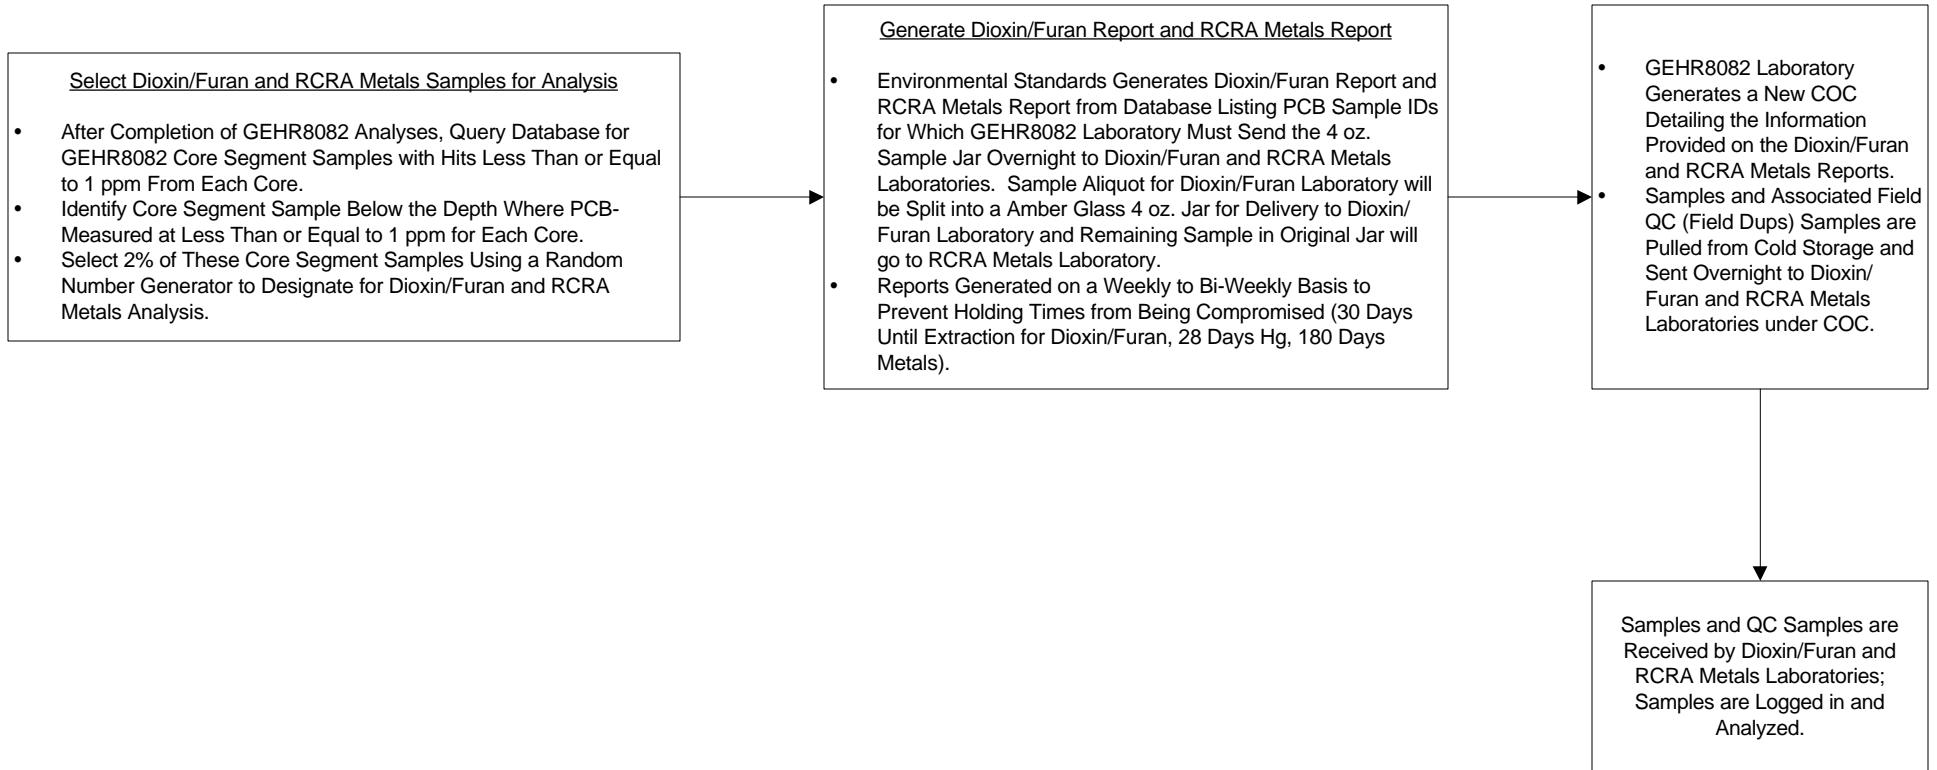 Select Dioxin/Furan and RCRA Metals Samples for Analysis
• After Completion of GEHR8082 Analyses, Query Database for
GEHR8082 Core Segment Samples with Hits Less Than or Equal
to 1 ppm From Each Core.
• Identify Core Segment Sample Below the Depth Where PCB-
Measured at Less Than or Equal to 1 ppm for Each Core.
• Select 2% of These Core Segment Samples Using a Random
Number Generator to Designate for Dioxin/Furan and RCRA
Metals Analysis.
Generate Dioxin/Furan Report and RCRA Metals Report
• Environmental Standards Generates Dioxin/Furan Report and
RCRA Metals Report from Database Listing PCB Sample IDs
for Which GEHR8082 Laboratory Must Send the 4 oz.
Sample Jar Overnight to Dioxin/Furan and RCRA Metals
Laboratories. Sample Aliquot for Dioxin/Furan Laboratory will
be Split into a Amber Glass 4 oz. Jar for Delivery to Dioxin/
Furan Laboratory and Remaining Sample in Original Jar will
go to RCRA Metals Laboratory.
• Reports Generated on a Weekly to Bi-Weekly Basis to
Prevent Holding Times from Being Compromised (30 Days
Until Extraction for Dioxin/Furan, 28 Days Hg, 180 Days
Metals).
• GEHR8082 Laboratory
Generates a New COC
Detailing the Information
Provided on the Dioxin/Furan
and RCRA Metals Reports.
• Samples and Associated Field
QC (Field Dups) Samples are
Pulled from Cold Storage and
Sent Overnight to Dioxin/
Furan and RCRA Metals
Laboratories under COC.
Samples and QC Samples are
Received by Dioxin/Furan and
RCRA Metals Laboratories;
Samples are Logged in and
Analyzed.